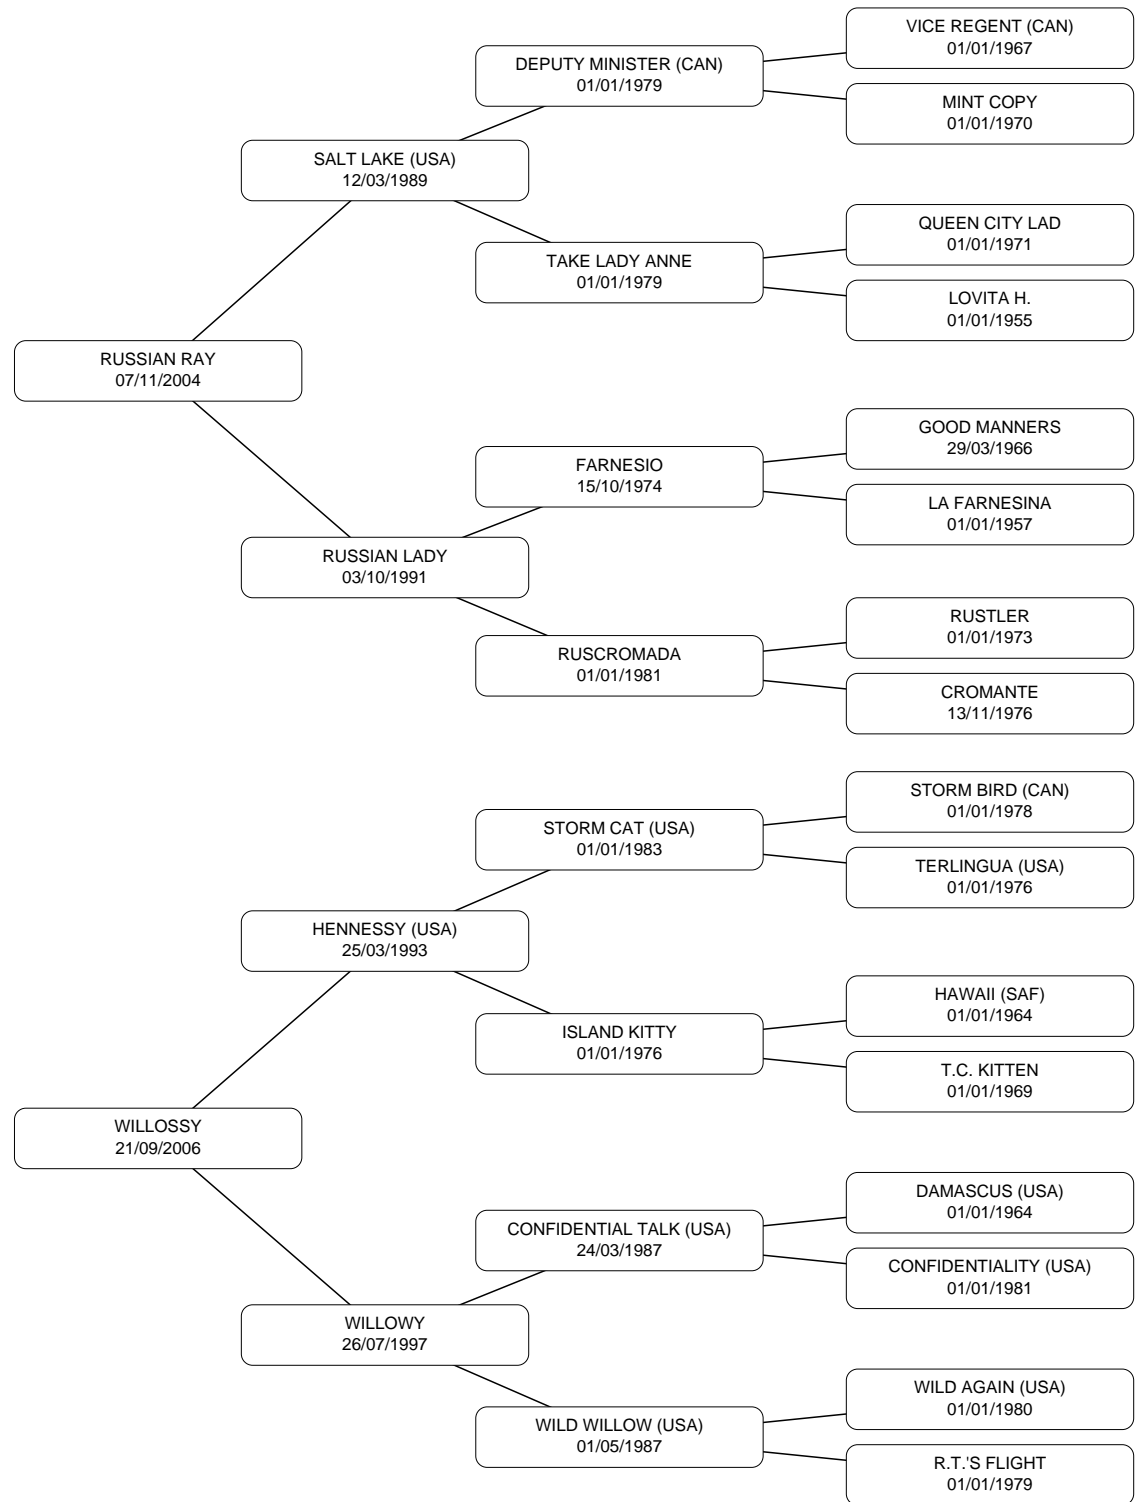 VICE REGENT (CAN)
01/01/1967
DEPUTY MINISTER (CAN)
01/01/1979
MINT COPY
01/01/1970
SALT LAKE (USA)
12/03/1989
QUEEN CITY LAD
01/01/1971
TAKE LADY ANNE
01/01/1979
LOVITA H.
01/01/1955
RUSSIAN RAY
07/11/2004
GOOD MANNERS
29/03/1966
FARNESIO
15/10/1974
LA FARNESINA
01/01/1957
RUSSIAN LADY
03/10/1991
RUSTLER
01/01/1973
RUSCROMADA
01/01/1981
CROMANTE
13/11/1976
STORM BIRD (CAN)
01/01/1978
STORM CAT (USA)
01/01/1983
TERLINGUA (USA)
01/01/1976
HENNESSY (USA)
25/03/1993
HAWAII (SAF)
01/01/1964
ISLAND KITTY
01/01/1976
T.C. KITTEN
01/01/1969
WILLOSSY
21/09/2006
DAMASCUS (USA)
01/01/1964
CONFIDENTIAL TALK (USA)
24/03/1987
CONFIDENTIALITY (USA)
01/01/1981
WILLOWY
26/07/1997
WILD AGAIN (USA)
01/01/1980
WILD WILLOW (USA)
01/05/1987
R.T.'S FLIGHT
01/01/1979